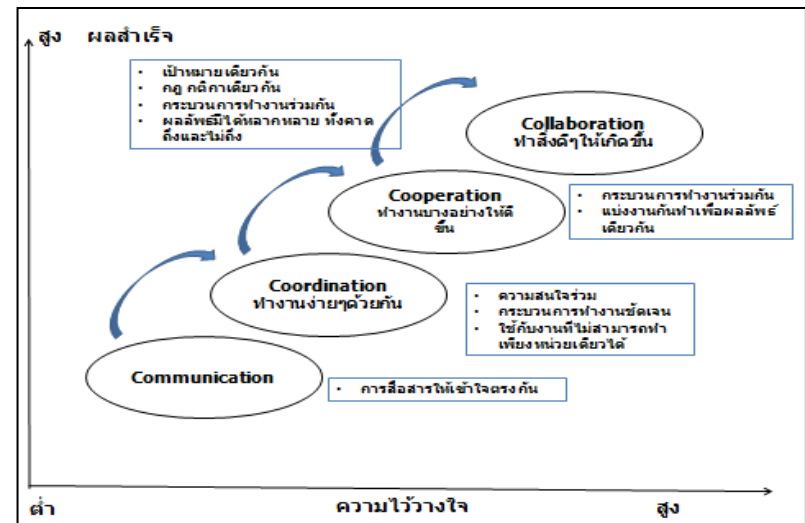 สูง ผลสำเร็จ
• เป้าหมายเดียวกัน
• กฎ กติกาเดียวกัน
• กระบวนการทำงานร่วมกัน
• ผลลัพธ์มีได้หลากหลาย ทั้งคาด
ถึงและไม่ถึง
Collaboration
ทำสิ่งดีๆให้เกิดขึ้น
Cooperation
ทำงานบางอย่างให้ดี
ขึ้น
• กระบวนการทำงานร่วมกัน
• แบ่งงานกันทำเพื่อผลลัพธ์
เดียวกัน
Coordination
ทำงานง่ายๆด้วยกัน
• ความสนใจร่วม
• กระบวนการทำงานชัดเจน
• ใช้กับงานที่ไม่สามารถทำ
เพียงหน่วยเดียวได้
Communication
• การสื่อสารให้เข้าใจตรงกัน
ต่ำ ความไว้วางใจ สูง